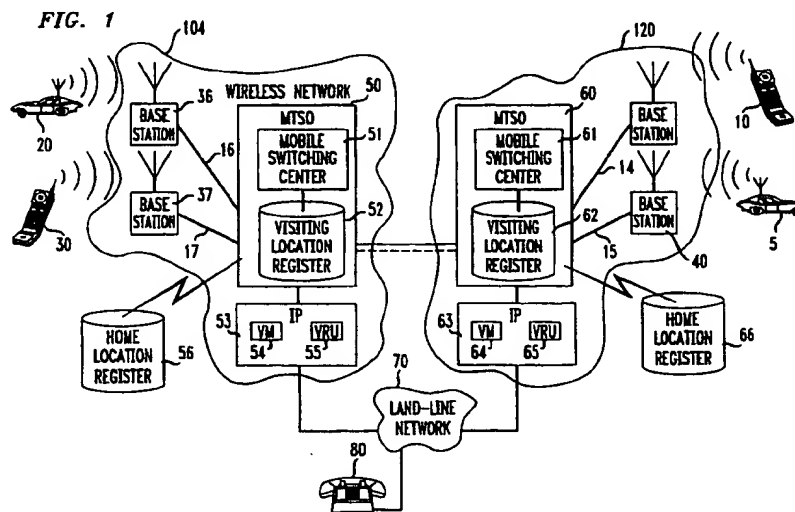 FIG. 1
104
120
20
BASE STATION
36
WIRELESS NETWORK
50
MTSO
MOBILE SWITCHING CENTER
51
16
60
MTSO
MOBILE SWITCHING CENTER
61
BASE STATION
10
14
30
BASE STATION
37
17
VISITING LOCATION REGISTER
52
VISITING LOCATION REGISTER
62
BASE STATION
40
15
5
HOME LOCATION REGISTER
56
53
IP
VM
54
VRU
55
63
IP
VM
64
VRU
65
HOME LOCATION REGISTER
66
70
LAND-LINE NETWORK
80